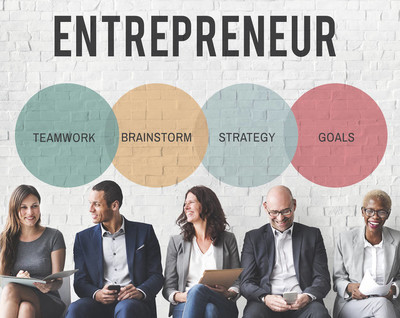 ENTREPRENEUR
TEAMWORK
BRAINSTORM
STRATEGY
GOALS